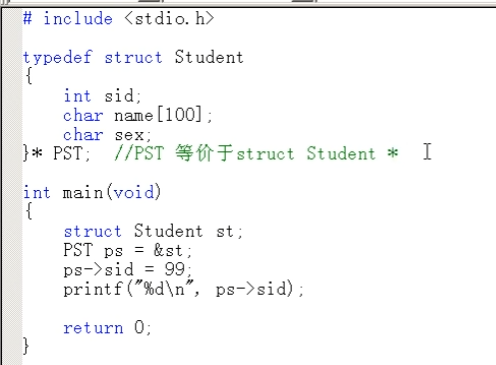 # include <stdio.h>
typedef struct Student
{
    int sid;
    char name[100];
    char sex;
}* PST;  //PST 等价于struct Student *
int main(void)
{
    struct Student st;
    PST ps = &st;
    ps->sid = 99;
    printf("%d\n", ps->sid);
    return 0;
}